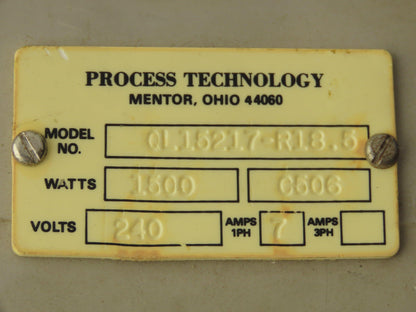 PROCESS TECHNOLOGY
MENTOR, OHIO 44060
MODEL NO. QL15217-R18.5
WATTS 1500 C506
VOLTS 240 AMPS 1PH 7 AMPS 3PH